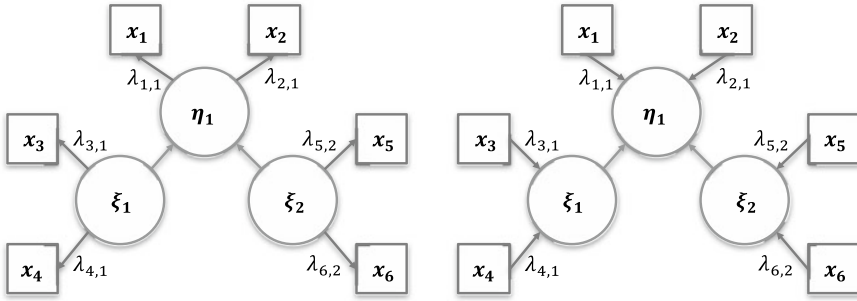 x₁ x₂ x₁ x₂
λ₁,₁ λ₂,₁ λ₁,₁ λ₂,₁
η₁ η₁
x₃ λ₃,₁ λ₅,₂ x₅ x₃ λ₃,₁ λ₅,₂ x₅
ξ₁ ξ₂ ξ₁ ξ₂
x₄ λ₄,₁ λ₆,₂ x₆ x₄ λ₄,₁ λ₆,₂ x₆